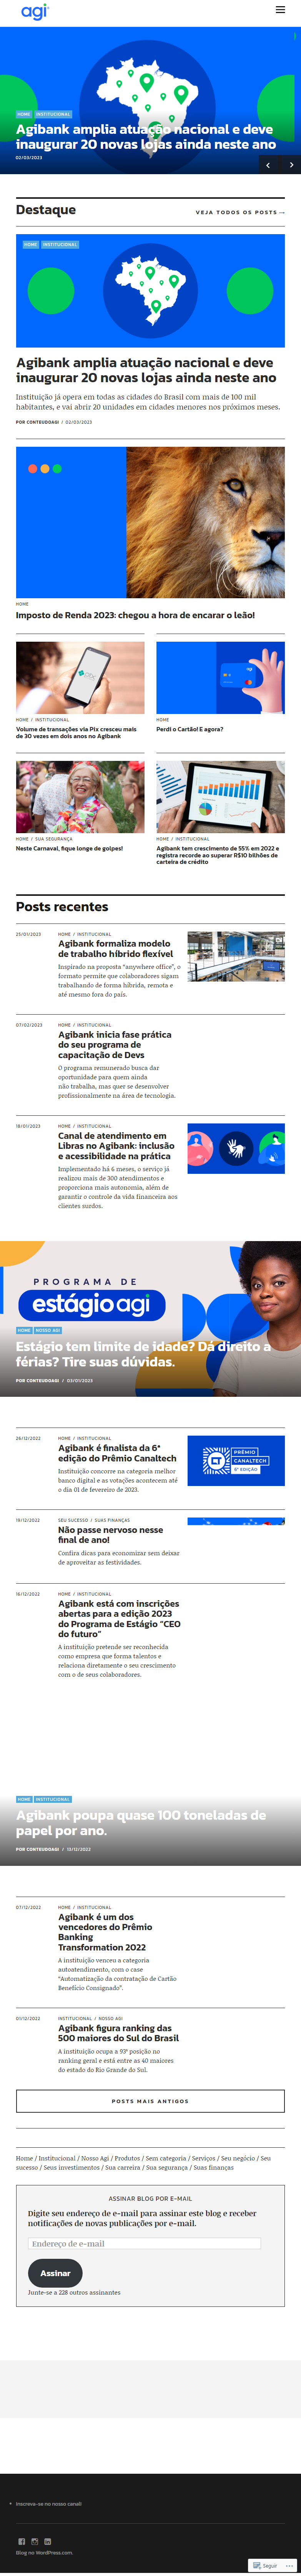 agi
HOME INSTITUCIONAL
Agibank amplia atuação nacional e deve
inaugurar 20 novas lojas ainda neste ano
02/03/2023
Destaque
VEJA TODOS OS POSTS
HOME INSTITUCIONAL
Agibank amplia atuação nacional e deve
inaugurar 20 novas lojas ainda neste ano
Instituição já opera em todas as cidades do Brasil com mais de 100 mil
habitantes, e vai abrir 20 unidades em cidades menores nos próximos meses.
POR CONTEUDOAGI / 02/03/2023
HOME
Imposto de Renda 2023: chegou a hora de encarar o leão!
HOME / INSTITUCIONAL
Volume de transações via Pix cresceu mais
de 30 vezes em dois anos no Agibank
HOME
Perdi o Cartão! E agora?
HOME / SUA SEGURANÇA
Neste Carnaval, fique longe de golpes!
HOME / INSTITUCIONAL
Agibank tem crescimento de 55% em 2022 e
registra recorde ao superar R$10 bilhões de
carteira de crédito
Posts recentes
25/01/2023
HOME / INSTITUCIONAL
Agibank formaliza modelo
de trabalho híbrido flexível
Inspirado na proposta “anywhere office”, o
formato permite que colaboradores sigam
trabalhando de forma híbrida, remota e
até mesmo fora do país.
07/02/2023
HOME / INSTITUCIONAL
Agibank inicia fase prática
do seu programa de
capacitação de Devs
O programa remunerado busca dar
oportunidade para quem ainda
não trabalha, mas quer se desenvolver
profissionalmente na área de tecnologia.
18/01/2023
HOME / INSTITUCIONAL
Canal de atendimento em
Libras no Agibank: inclusão
e acessibilidade na prática
Implementado há 6 meses, o serviço já
realizou mais de 300 atendimentos e
proporciona mais autonomia, além de
garantir o controle da vida financeira aos
clientes surdos.
PROGRAMA DE
estágio agi
HOME NOSSO AGI
Estágio tem limite de idade? Dá direito a
férias? Tire suas dúvidas.
POR CONTEUDOAGI / 03/01/2023
26/12/2022
HOME / INSTITUCIONAL
Agibank é finalista da 6ª
edição do Prêmio Canaltech
Instituição concorre na categoria melhor
banco digital e as votações acontecem até
o dia 01 de fevereiro de 2023.
PRÊMIO
CANALTECH
6ª EDIÇÃO
19/12/2022
SEU SUCESSO / SUAS FINANÇAS
Não passe nervoso nesse
final de ano!
Confira dicas para economizar sem deixar
de aproveitar as festividades.
16/12/2022
HOME / INSTITUCIONAL
Agibank está com inscrições
abertas para a edição 2023
do Programa de Estágio “CEO
do futuro”
A instituição pretende ser reconhecida
como empresa que forma talentos e
relaciona diretamente o seu crescimento
com o de seus colaboradores.
HOME INSTITUCIONAL
Agibank poupa quase 100 toneladas de
papel por ano.
POR CONTEUDOAGI / 13/12/2022
07/12/2022
HOME / INSTITUCIONAL
Agibank é um dos
vencedores do Prêmio
Banking
Transformation 2022
A instituição venceu a categoria
autoatendimento, com o case
“Automatização da contratação de Cartão
Benefício Consignado”.
01/12/2022
INSTITUCIONAL / NOSSO AGI
Agibank figura ranking das
500 maiores do Sul do Brasil
A instituição ocupa a 93ª posição no
ranking geral e está entre as 40 maiores
do estado do Rio Grande do Sul.
POSTS MAIS ANTIGOS
Home / Institucional / Nosso Agi / Produtos / Sem categoria / Serviços / Seu negócio / Seu
sucesso / Seus investimentos / Sua carreira / Sua segurança / Suas finanças
ASSINAR BLOG POR E-MAIL
Digite seu endereço de e-mail para assinar este blog e receber
notificações de novas publicações por e-mail.
Endereço de e-mail
Assinar
Junte-se a 228 outros assinantes
Inscreva-se no nosso canal!
Blog no WordPress.com.
Seguir